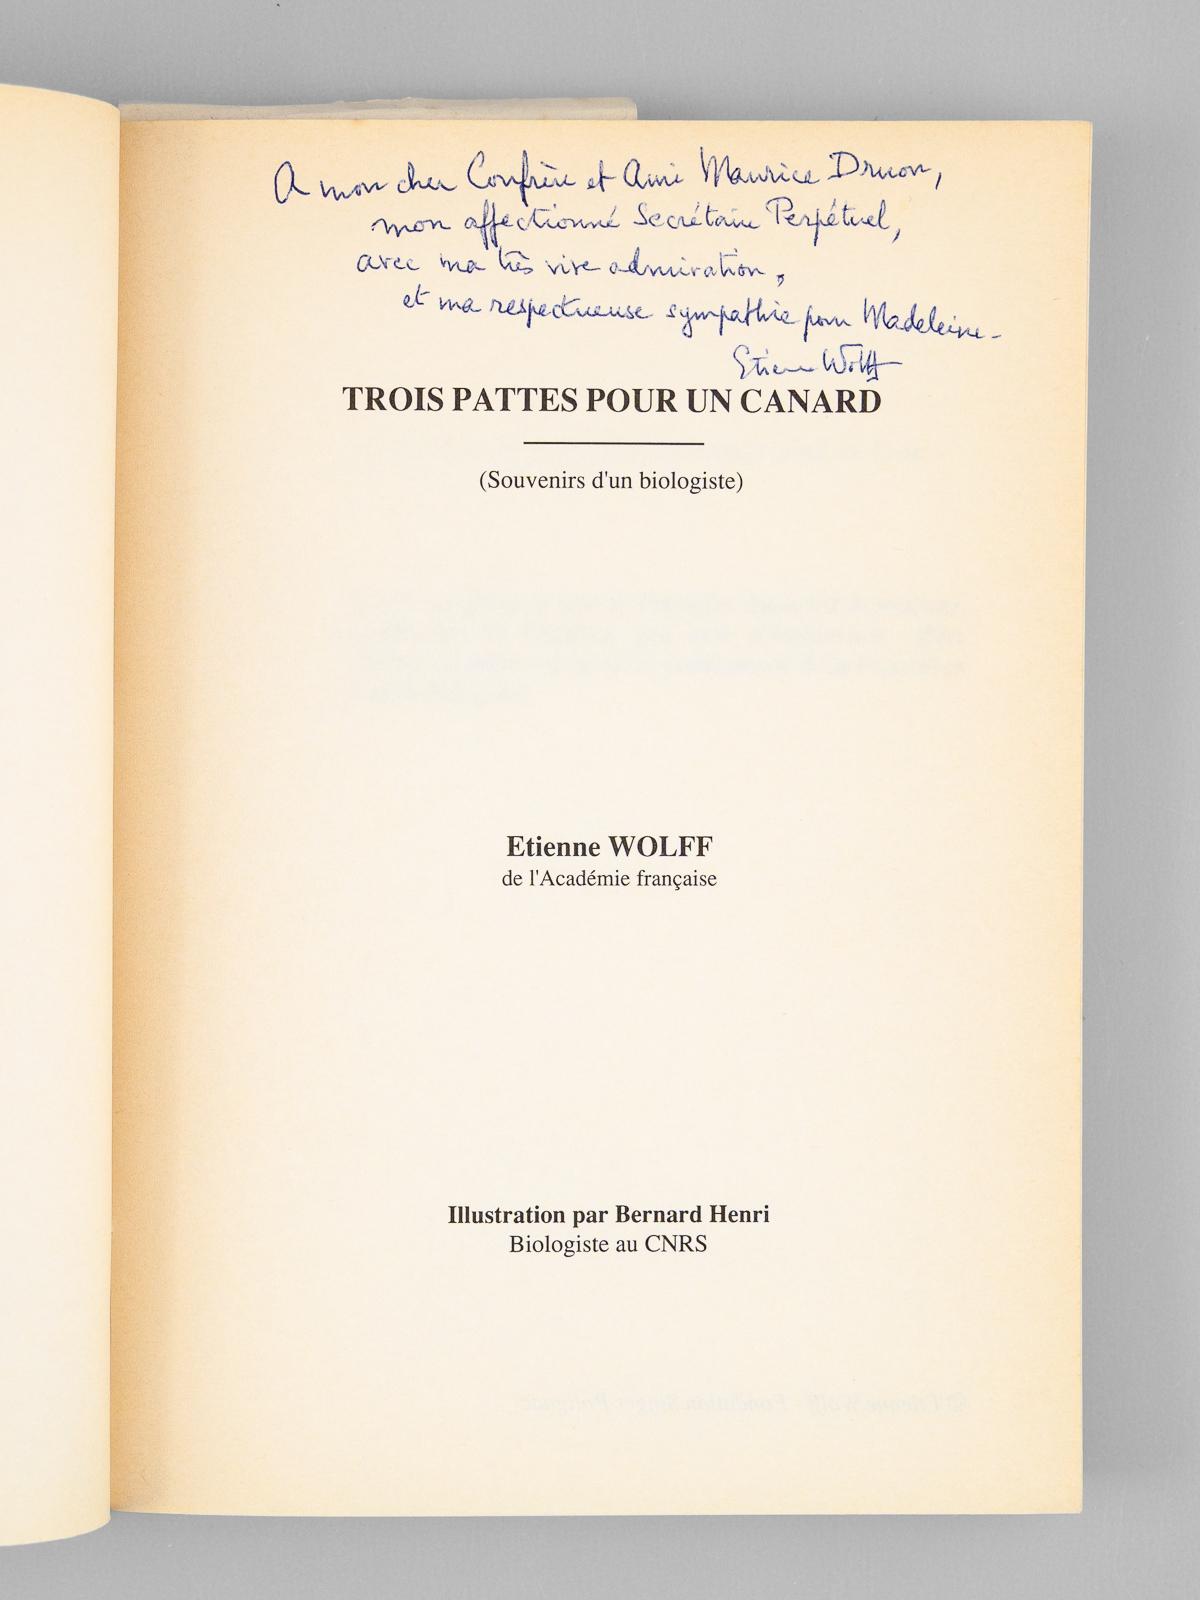 A mon cher Confrère et Ami Maurice Druon,
mon affectionné Secrétaire Perpétuel,
avec ma très vive admiration,
et ma respectueuse sympathie pour Madeleine -
Etienne Wolff
TROIS PATTES POUR UN CANARD
(Souvenirs d'un biologiste)
Etienne WOLFF
de l'Académie française
Illustration par Bernard Henri
Biologiste au CNRS